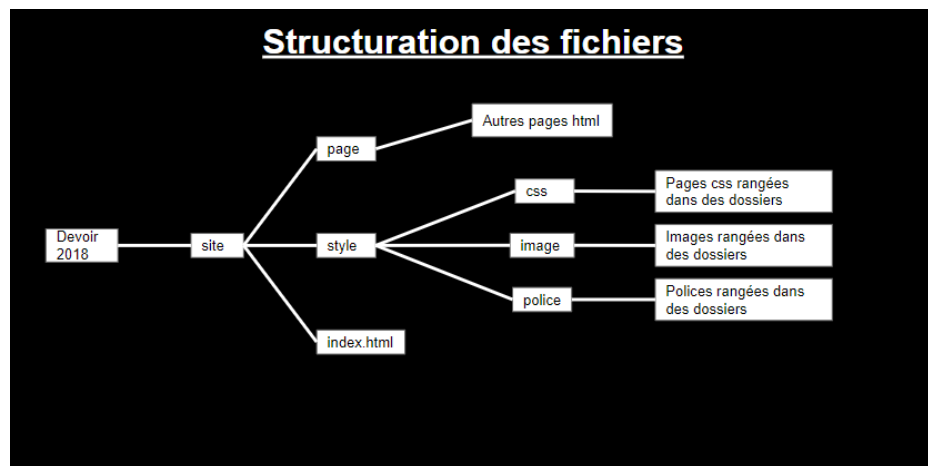 Structuration des fichiers
Autres pages html
page
css
Pages css rangées
dans des dossiers
Devoir
2018
site
style
image
Images rangées dans
des dossiers
police
Polices rangées dans
des dossiers
index.html